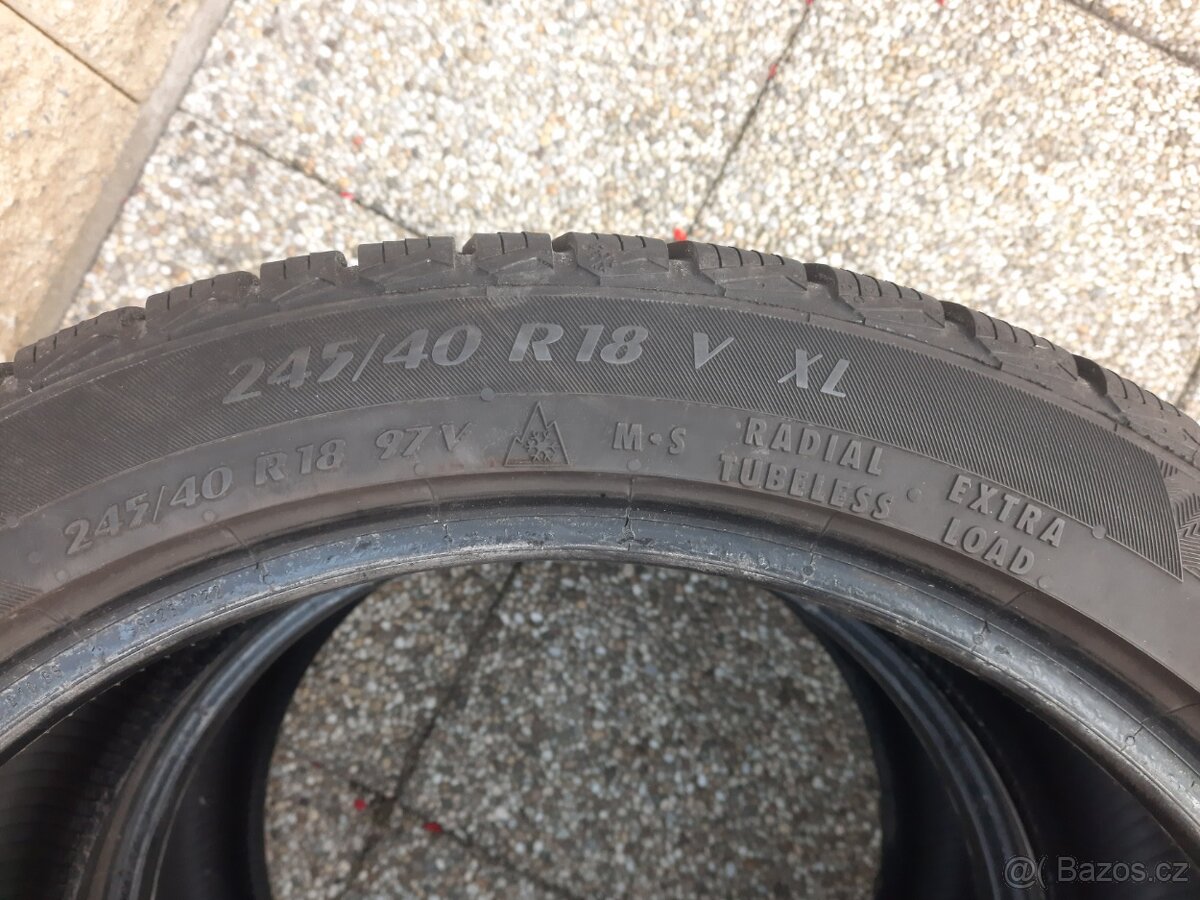 245/40 R18 V XL
245/40 R18 97V M•S RADIAL
TUBELESS
EXTRA
LOAD
@( Bazos.cz